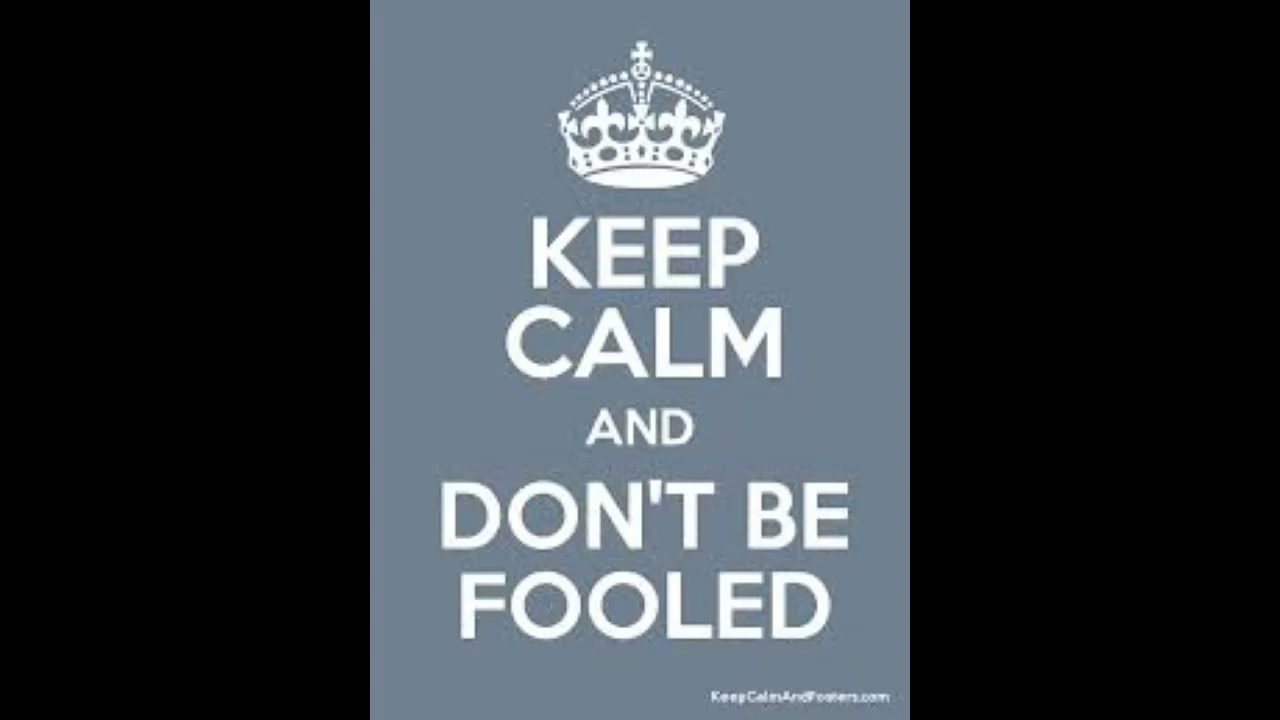 KEEP
CALM
AND
DON'T BE
FOOLED
KeepCalmAndPosters.com